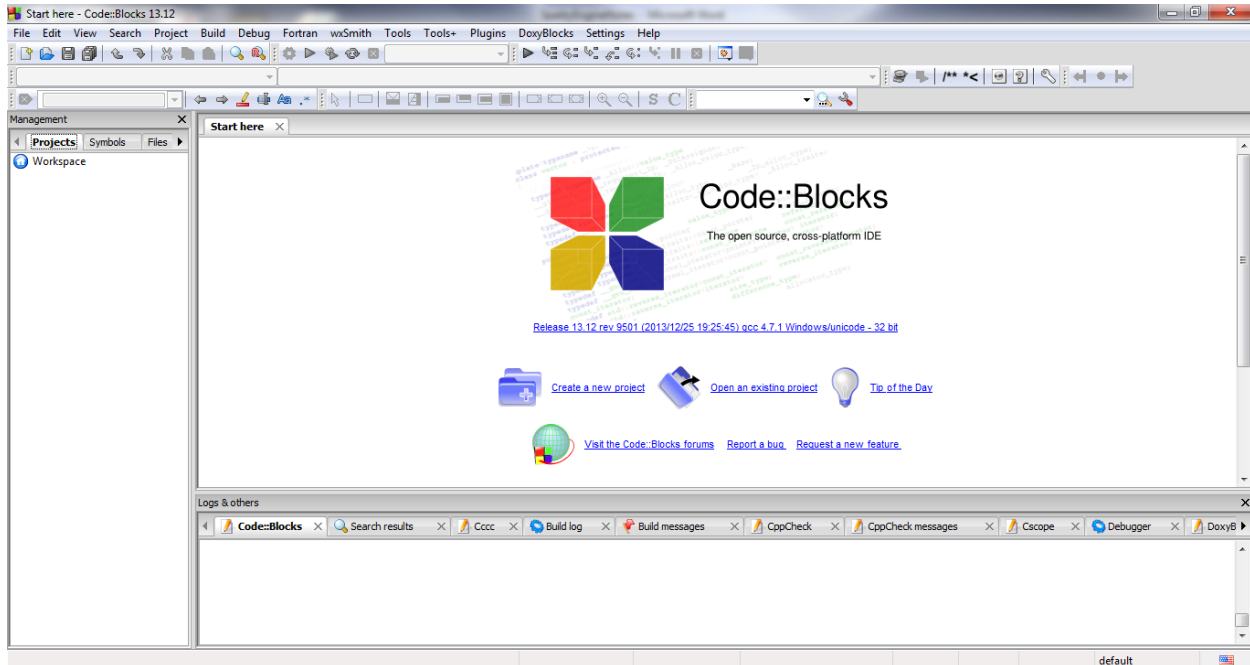 Start here - Code::Blocks 13.12
File Edit View Search Project Build Debug Fortran wxSmith Tools Tools+ Plugins DoxyBlocks Settings Help
/** *<
S C
Management
Projects Symbols Files
Workspace
Start here
Code::Blocks
The open source, cross-platform IDE
Release 13.12 rev 9501 (2013/12/25 19:25:45) gcc 4.7.1 Windows/unicode - 32 bit
Create a new project Open an existing project Tip of the Day
Visit the Code::Blocks forums Report a bug Request a new feature
Logs & others
Code::Blocks Search results Cccc Build log Build messages CppCheck CppCheck messages Cscope Debugger DoxyB
default